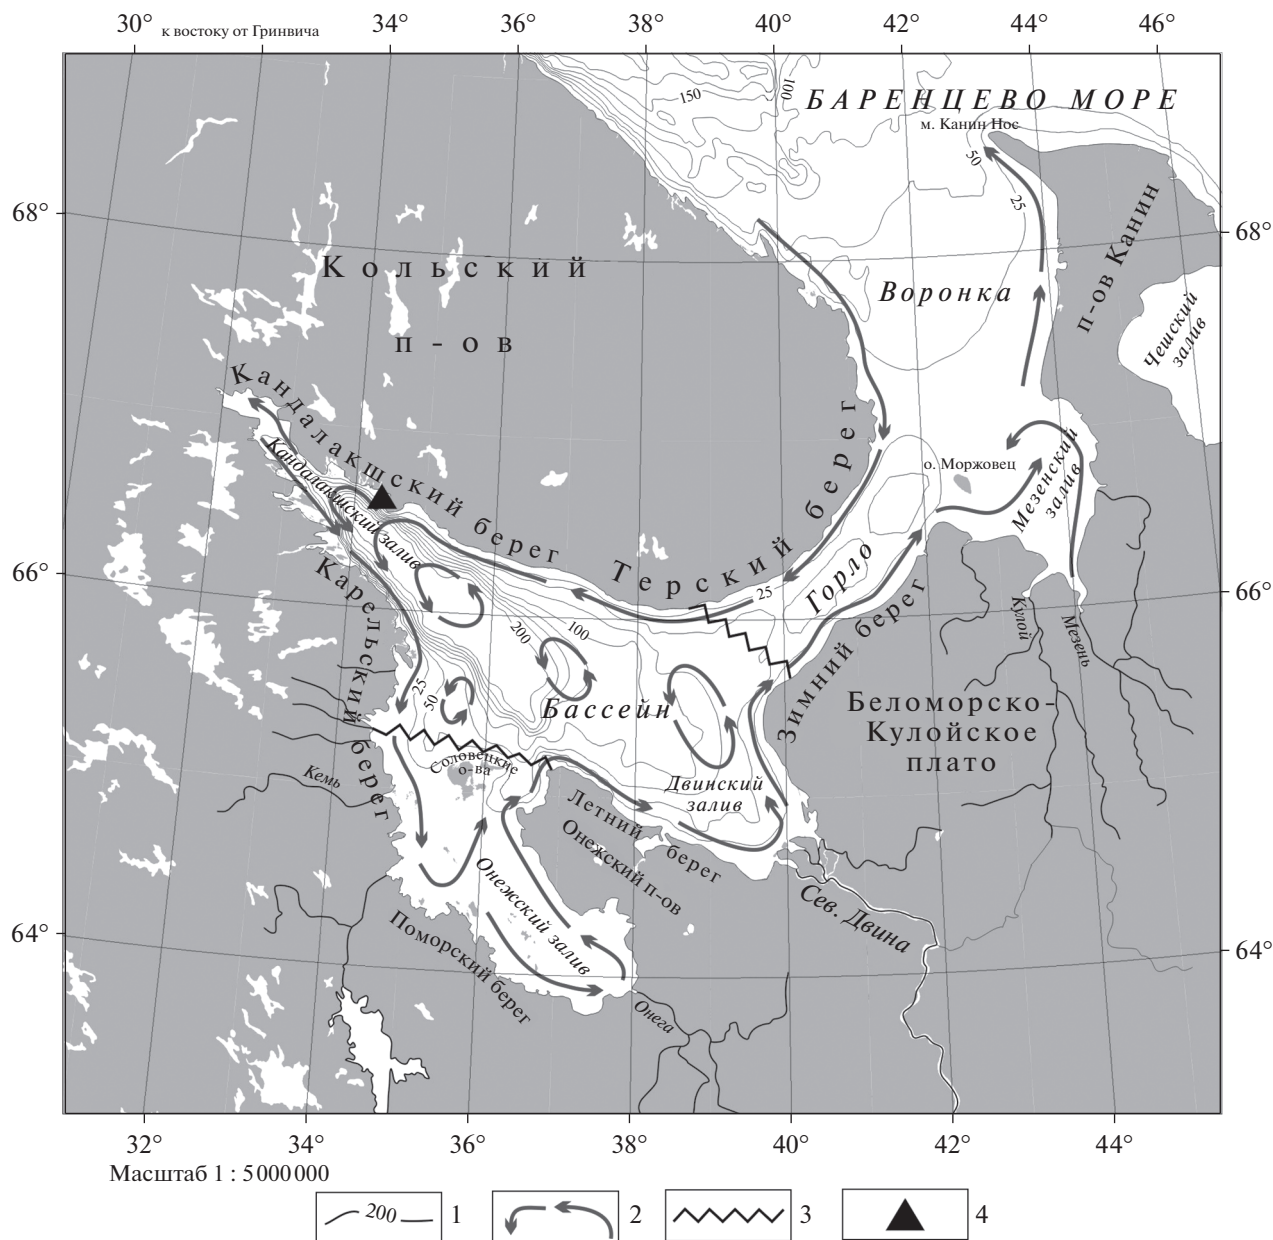 30° к востоку от Гринвича 34° 36° 38° 40° 42° 44° 46°
БАРЕНЦЕВО МОРЕ
150
100
м. Канин Нос
50
25
68°
68°
Кольский
п-ов
Воронка
п-ов Канин
Чешский
залив
Кандалакшский берег
Кандалакшский залив
Терский берег
о. Моржовец
Мезенский
залив
66°
66°
Карельский берег
Горло
25
Зимний берег
Кулой
Мезень
200
100
25
50
Бассейн
Беломорско-
Кулойское
плато
Соловецкие
о-ва
Кемь
Двинский
залив
Летний берег
Онежский п-ов
Онежский залив
Сев. Двина
64°
64°
Поморский берег
Онега
32° 34° 36° 38° 40° 42° 44°
Масштаб 1 : 5000000
200 1 2 3 4